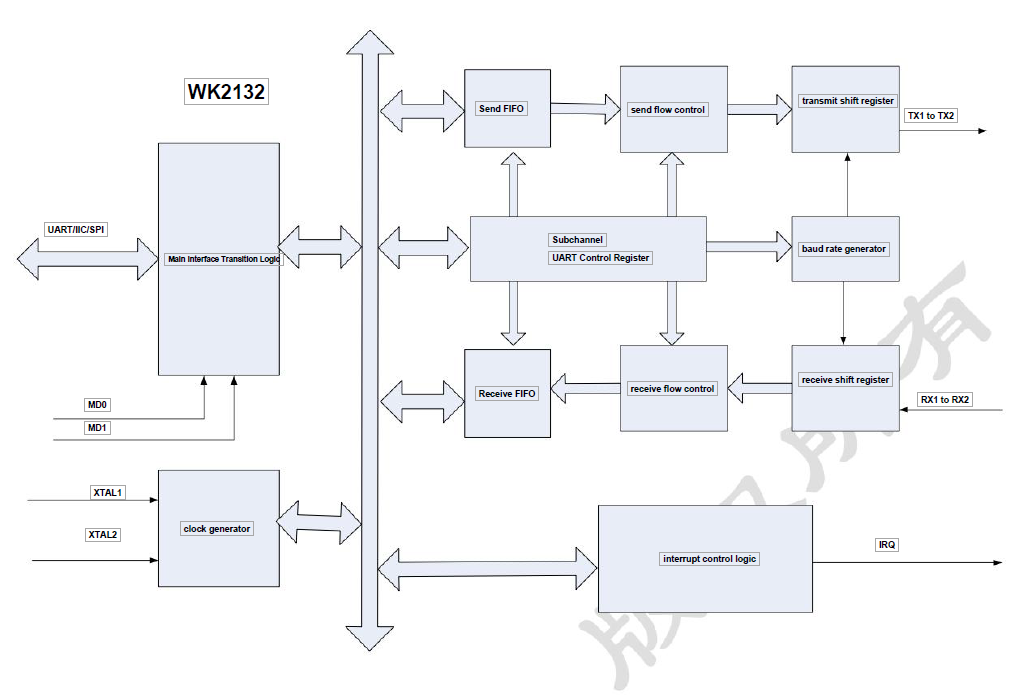 WK2132
Send FIFO
send flow control
transmit shift register
TX1 to TX2
UART/IIC/SPI
Main Interface Transition Logic
Subchannel
UART Control Register
baud rate generator
Receive FIFO
receive flow control
receive shift register
RX1 to RX2
MD0
MD1
XTAL1
XTAL2
clock generator
interrupt control logic
IRQ
版权所有